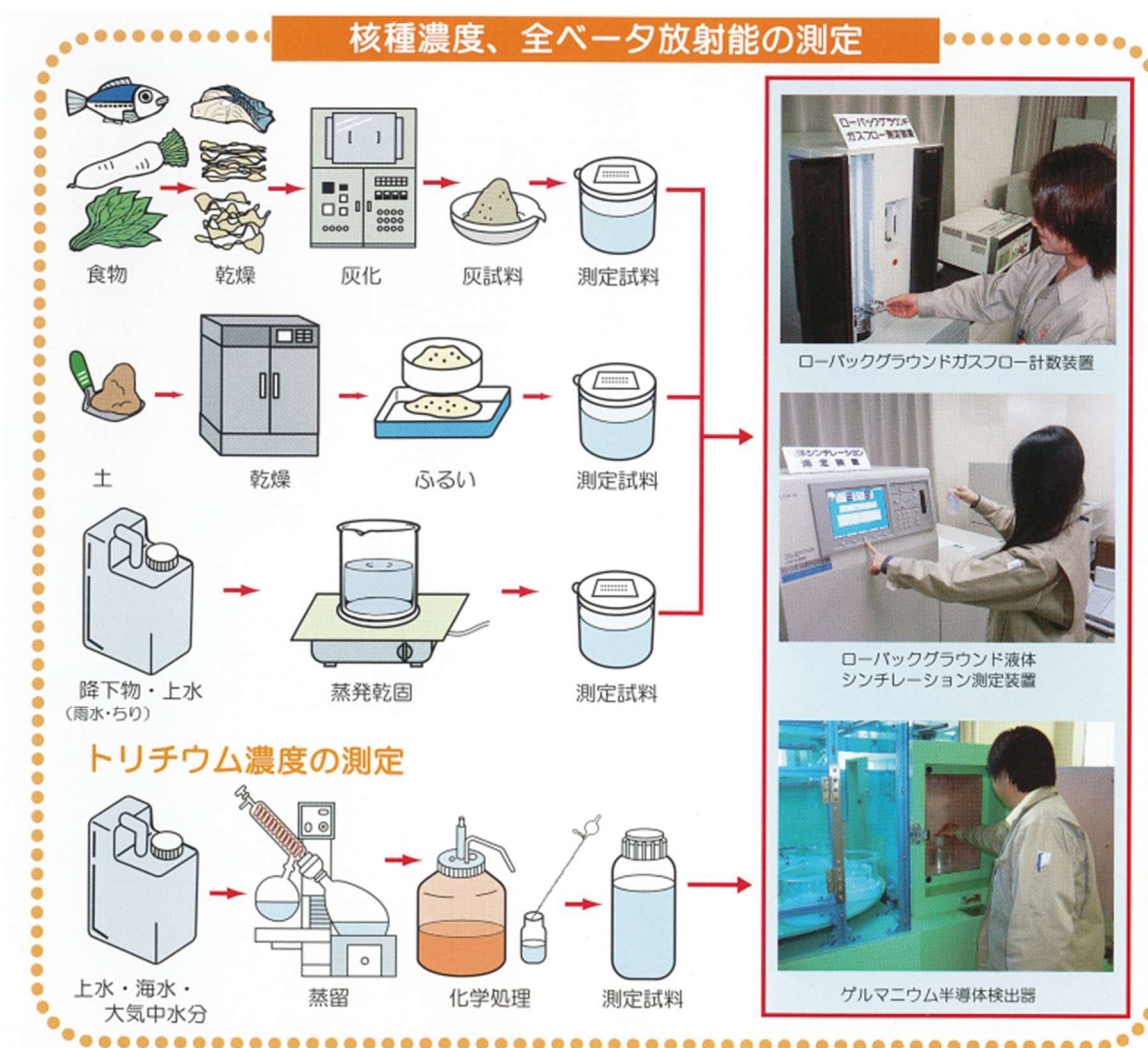 核種濃度、全ベータ放射能の測定
食物
乾燥
灰化
灰試料
測定試料
土
乾燥
ふるい
測定試料
降下物・上水
（雨水・ちり）
蒸発乾固
測定試料
トリチウム濃度の測定
上水・海水・
大気中水分
蒸留
化学処理
測定試料
ローバックグラウンド
ガスフロー測定装置
ローバックグラウンドガスフロー計数装置
シンチレーション
測定装置
ローバックグラウンド液体
シンチレーション測定装置
ゲルマニウム半導体検出器